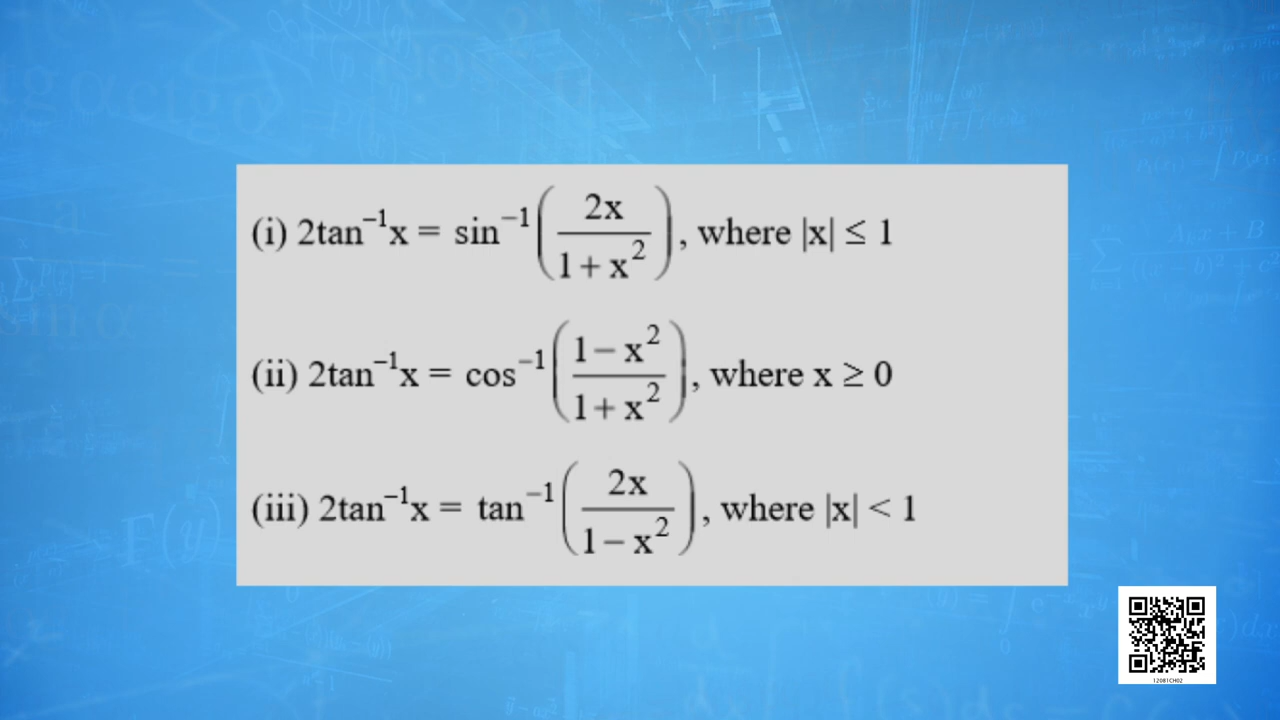 (i) 2tan⁻¹x = sin⁻¹(2x/(1+x²)), where |x| ≤ 1
(ii) 2tan⁻¹x = cos⁻¹((1−x²)/(1+x²)), where x ≥ 0
(iii) 2tan⁻¹x = tan⁻¹(2x/(1−x²)), where |x| < 1
12081CH02